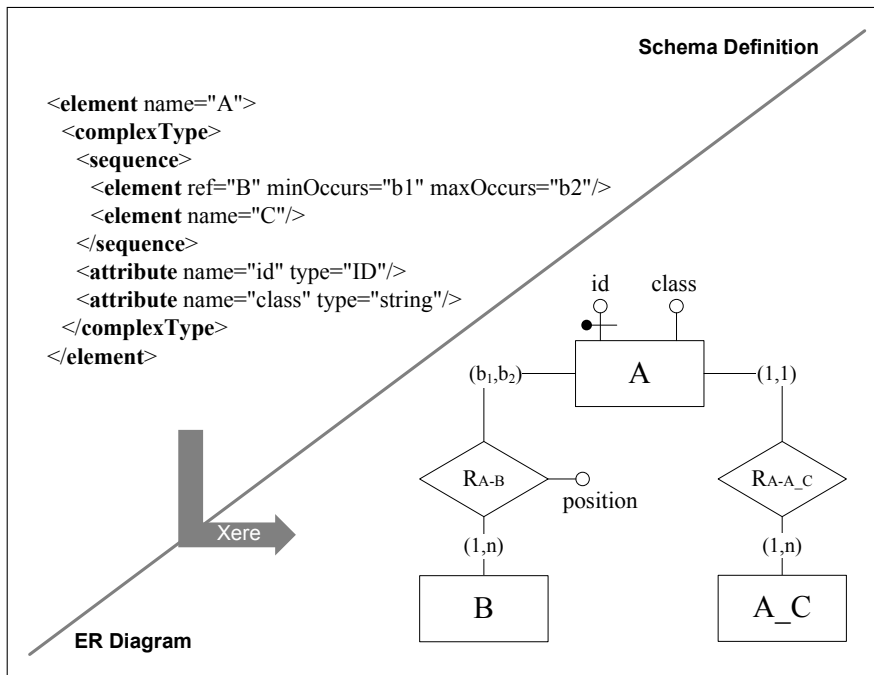 Schema Definition
<element name="A">
<complexType>
<sequence>
<element ref="B" minOccurs="b1" maxOccurs="b2"/>
<element name="C"/>
</sequence>
<attribute name="id" type="ID"/>
<attribute name="class" type="string"/>
</complexType>
</element>
id class
A
(b₁,b₂) (1,1)
RA-B RA-A_C
position
Xere
(1,n) (1,n)
B A_C
ER Diagram